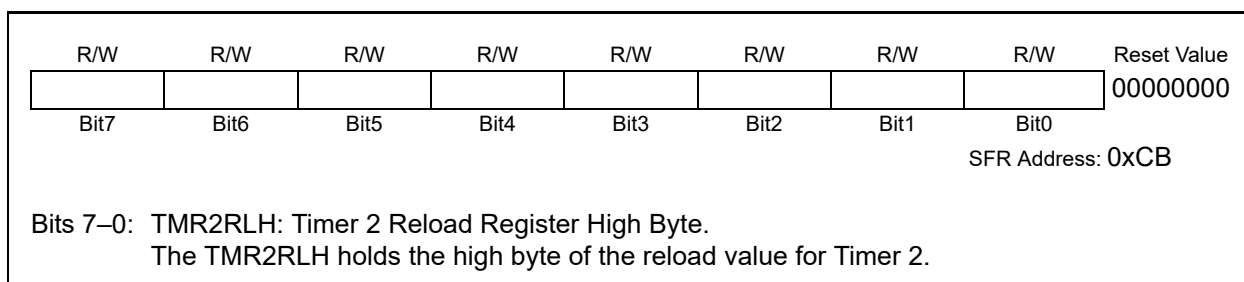 R/W R/W R/W R/W R/W R/W R/W R/W Reset Value
00000000
Bit7 Bit6 Bit5 Bit4 Bit3 Bit2 Bit1 Bit0
SFR Address: 0xCB
Bits 7–0: TMR2RLH: Timer 2 Reload Register High Byte.
The TMR2RLH holds the high byte of the reload value for Timer 2.